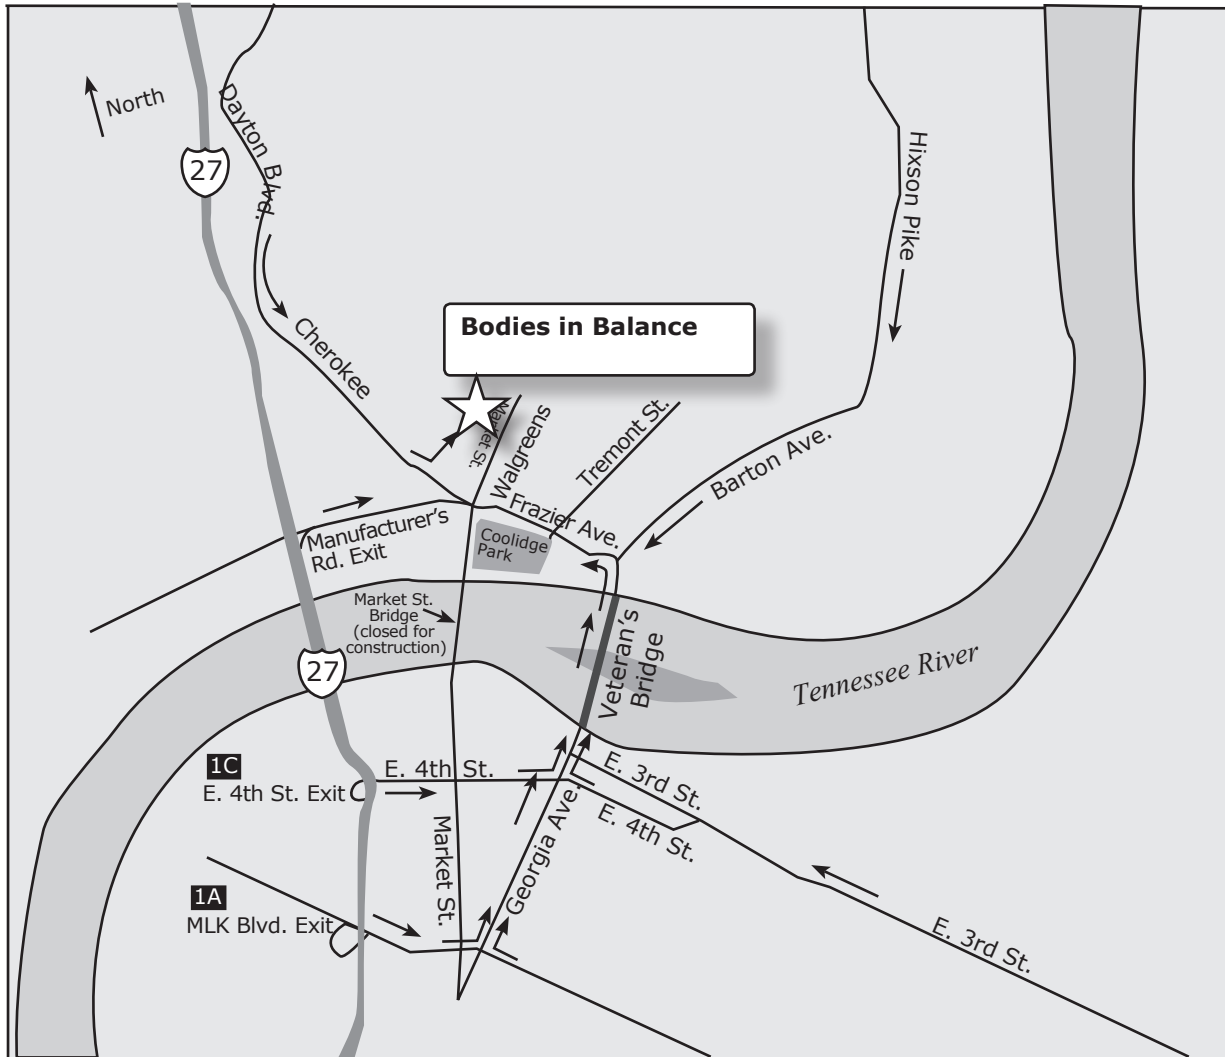 North
Dayton Blvd.
27
Hixson Pike
Bodies in Balance
Cherokee
Market St.
Walgreens
Tremont St.
Barton Ave.
Frazier Ave.
Manufacturer's
Rd. Exit
Coolidge
Park
Market St.
Bridge
(closed for
construction)
27
Veteran's
Bridge
Tennessee River
1C
E. 4th St. Exit
E. 4th St.
E. 3rd St.
E. 4th St.
Market St.
Georgia Ave.
1A
MLK Blvd. Exit
E. 3rd St.